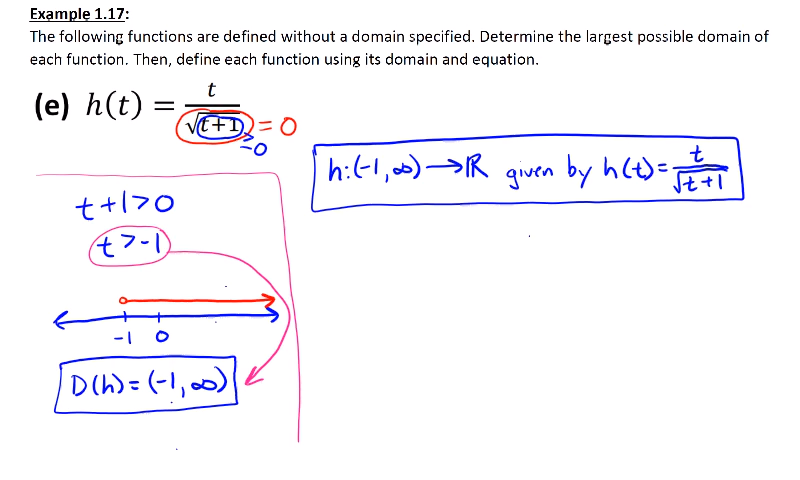 Example 1.17:
The following functions are defined without a domain specified. Determine the largest possible domain of
each function. Then, define each function using its domain and equation.
(e) h(t) = t/√(t+1) = 0
≥0
h:(-1,∞)→ℝ given by h(t)= t/√(t+1)
t+1>0
t>-1
-1 0
D(h)=(-1,∞)